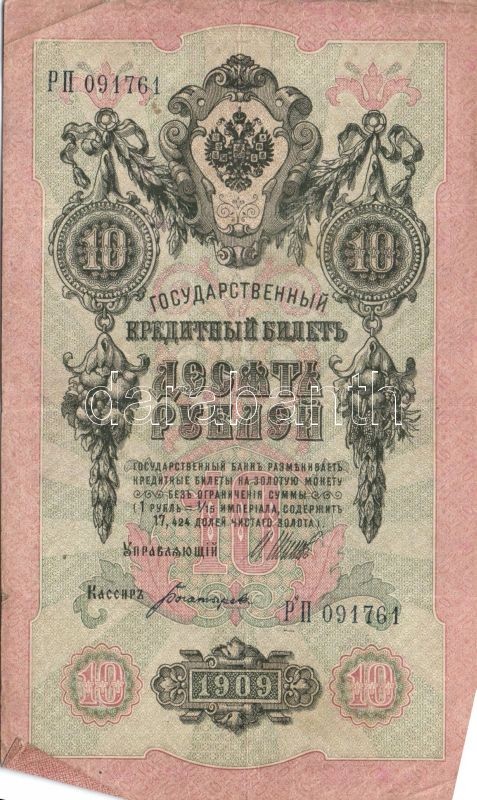 РП 091761
10 10
ГОСУДАРСТВЕННЫЙ
КРЕДИТНЫЙ БИЛЕТЪ
ДЕСЯТЬ
РУБЛЕЙ
darabanth
ГОСУДАРСТВЕННЫЙ БАНКЪ РАЗМѢНИВАЕТЪ
КРЕДИТНЫЕ БИЛЕТЫ НА ЗОЛОТУЮ МОНЕТУ
БЕЗЪ ОГРАНИЧЕНІЯ СУММЫ
(1 РУБЛЬ = 1/15 ИМПЕРІАЛА, СОДЕРЖИТЪ
17,424 ДОЛЕЙ ЧИСТАГО ЗОЛОТА).
10
УПРАВЛЯЮЩІЙ
КАССИРЪ
РП 091761
10 1909 10